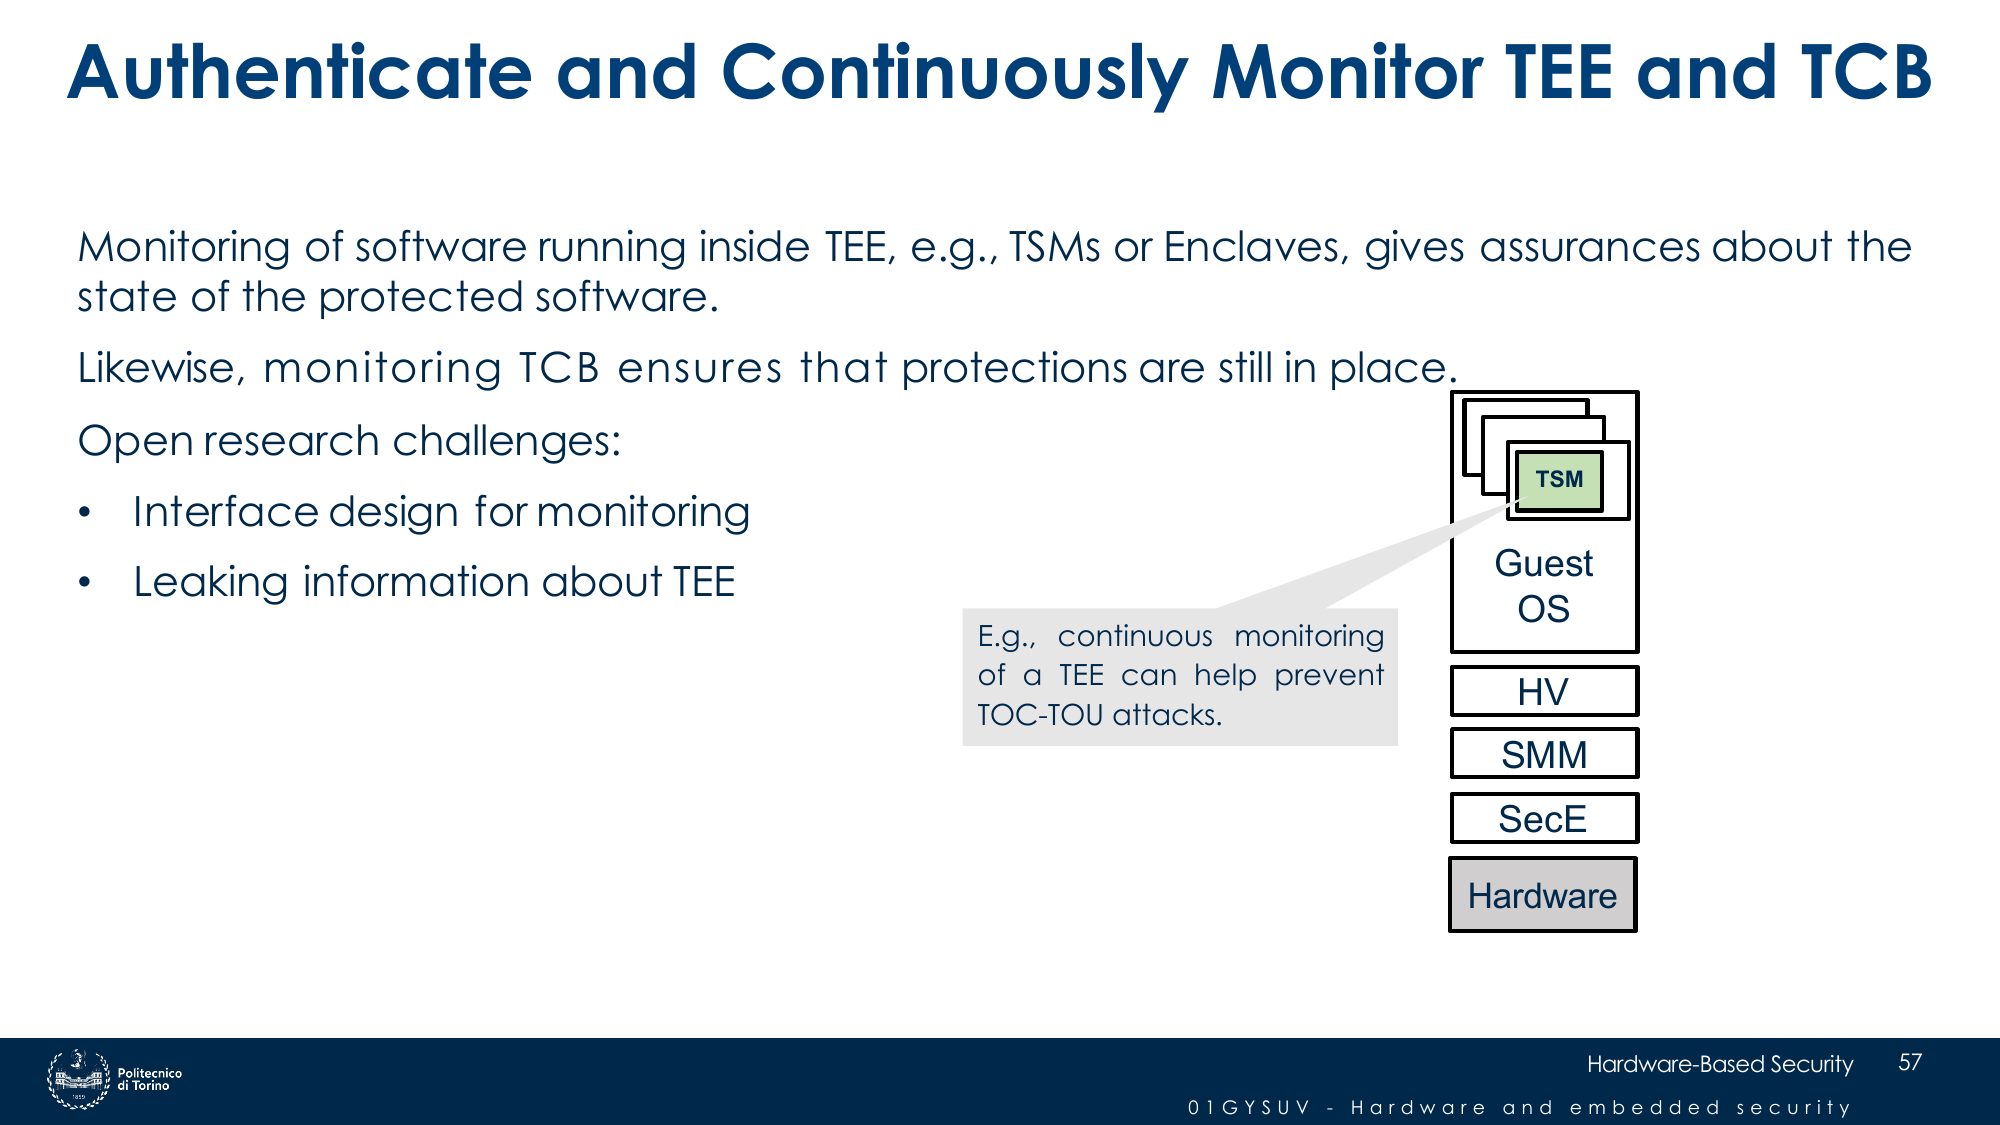 Authenticate and Continuously Monitor TEE and TCB
Monitoring of software running inside TEE, e.g., TSMs or Enclaves, gives assurances about the
state of the protected software.
Likewise, monitoring TCB ensures that protections are still in place.
Open research challenges:
• Interface design for monitoring
• Leaking information about TEE
TSM
Guest
OS
E.g., continuous monitoring
of a TEE can help prevent
TOC-TOU attacks.
HV
SMM
SecE
Hardware
Politecnico
di Torino
1859
Hardware-Based Security
57
01GYSUV - Hardware and embedded security